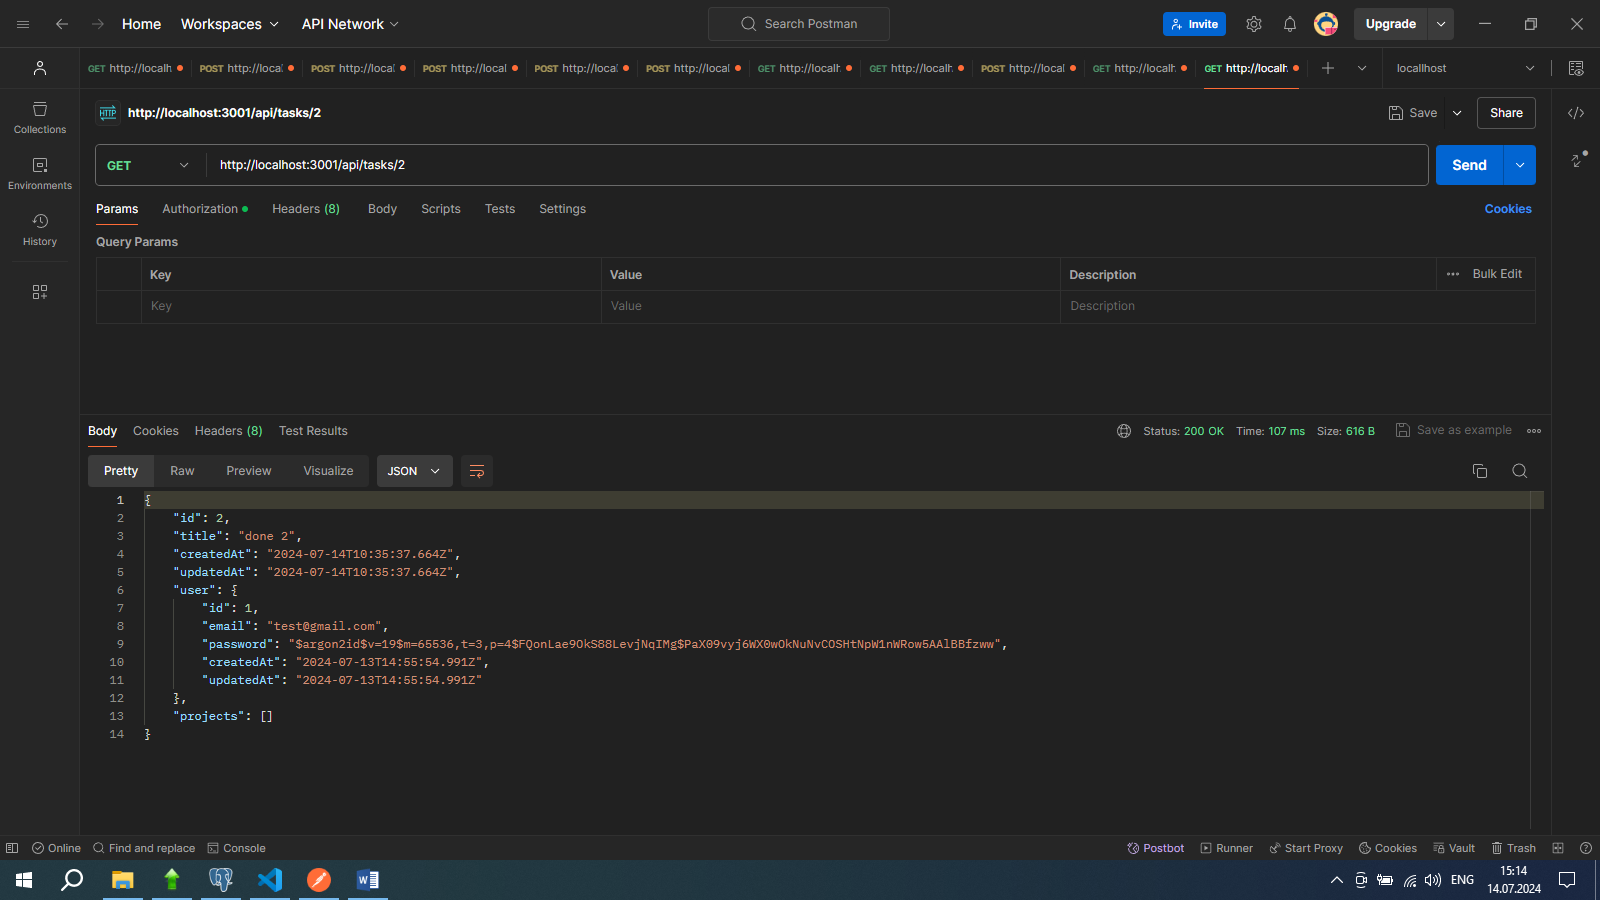 Home Workspaces API Network Search Postman Invite Upgrade
GET http://localh POST http://local POST http://local POST http://local POST http://local POST http://local GET http://localh GET http://localh POST http://local GET http://localh GET http://localh localhost
HTTP http://localhost:3001/api/tasks/2 Save Share
Collections
GET http://localhost:3001/api/tasks/2 Send
Environments
Params Authorization Headers (8) Body Scripts Tests Settings Cookies
History
Query Params
Key Value Description Bulk Edit
Key Value Description
Body Cookies Headers (8) Test Results Status: 200 OK Time: 107 ms Size: 616 B Save as example
Pretty Raw Preview Visualize JSON
1 {
2 "id": 2,
3 "title": "done 2",
4 "createdAt": "2024-07-14T10:35:37.664Z",
5 "updatedAt": "2024-07-14T10:35:37.664Z",
6 "user": {
7 "id": 1,
8 "email": "test@gmail.com",
9 "password": "$argon2id$v=19$m=65536,t=3,p=4$FQonLae9OkS88LevjNqIMg$PaX09vyj6WX0wOkNuNvCOSHtNpW1nWRow5AAlBBfzww",
10 "createdAt": "2024-07-13T14:55:54.991Z",
11 "updatedAt": "2024-07-13T14:55:54.991Z"
12 },
13 "projects": []
14 }
Online Find and replace Console Postbot Runner Start Proxy Cookies Vault Trash
ENG 15:14
14.07.2024